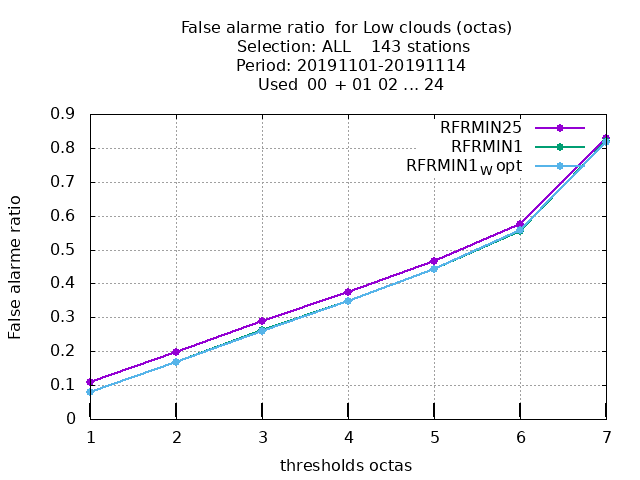 False alarme ratio  for Low clouds (octas)
Selection: ALL    143 stations
Period: 20191101-20191114
Used  00 + 01 02 ... 24
RFRMIN25
RFRMIN1
RFRMIN1W opt
False alarme ratio
0.9
0.8
0.7
0.6
0.5
0.4
0.3
0.2
0.1
0
1 2 3 4 5 6 7
thresholds octas